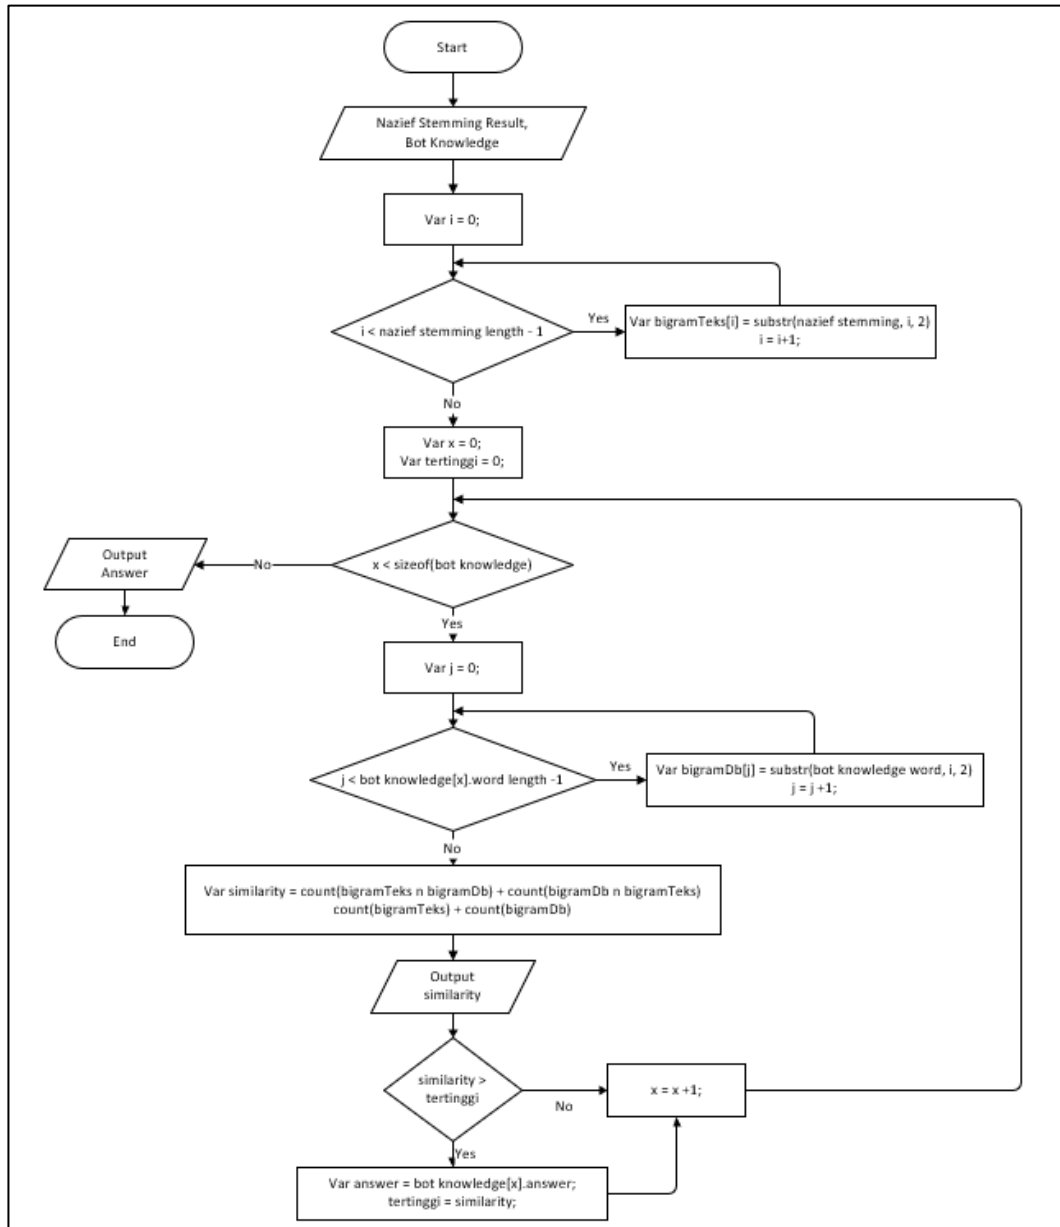 Start
Nazief Stemming Result,
Bot Knowledge
Var i = 0;
i < nazief stemming length - 1
Yes
Var bigramTeks[i] = substr(nazief stemming, i, 2)
i = i+1;
No
Var x = 0;
Var tertinggi = 0;
x < sizeof(bot knowledge)
No
Output
Answer
End
Yes
Var j = 0;
j < bot knowledge[x].word length -1
Yes
Var bigramDb[j] = substr(bot knowledge word, i, 2)
j = j +1;
No
Var similarity = count(bigramTeks n bigramDb) + count(bigramDb n bigramTeks)
count(bigramTeks) + count(bigramDb)
Output
similarity
similarity >
tertinggi
No
x = x +1;
Yes
Var answer = bot knowledge[x].answer;
tertinggi = similarity;